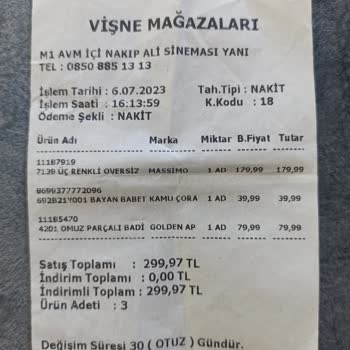 VİŞNE MAĞAZALARI
M1 AVM İÇİ NAKIP ALİ SİNEMASI YANI
TEL : 0850 885 13 13
İşlem Tarihi : 6.07.2023 Tah.Tipi : NAKİT
İşlem Saati : 16:13:59 K.Kodu : 18
Ödeme Şekli : NAKİT
Ürün Adı Marka Miktar B.Fiyat Tutar
11187919
7139 ÜÇ RENKLİ OVERSİZ MASSIMO 1 AD 179,99 179,99
8699377772096
692B21Y001 BAYAN BABET KAMU ÇORA 1 AD 39,99 39,99
11185470
4201 OMUZ PARÇALI BADİ GOLDEN AP 1 AD 79,99 79,99
Satış Toplamı : 299,97 TL
İndirim Toplamı : 0,00 TL
İndirimli Toplam : 299,97 TL
Ürün Adeti : 3
Değişim Süresi 30 ( OTUZ ) Gündür.